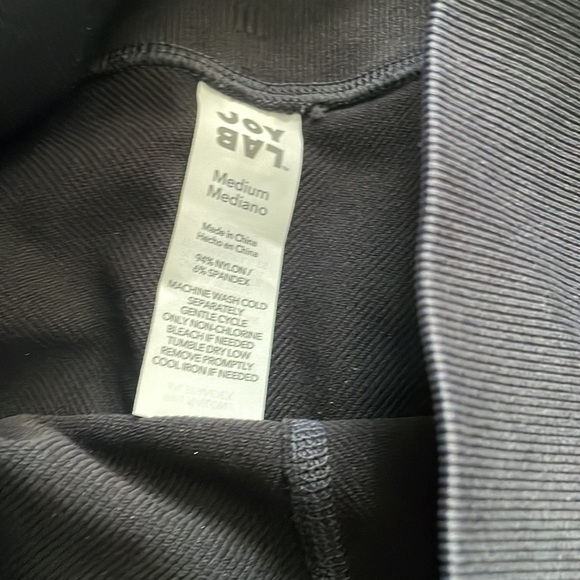 JOY
LAB™
Medium
Mediano
Made in China
Hecho en China
94% NYLON/
6% SPANDEX
MACHINE WASH COLD
SEPARATELY
GENTLE CYCLE
ONLY NON-CHLORINE
BLEACH IF NEEDED
TUMBLE DRY LOW
REMOVE PROMPTLY
COOL IRON IF NEEDED